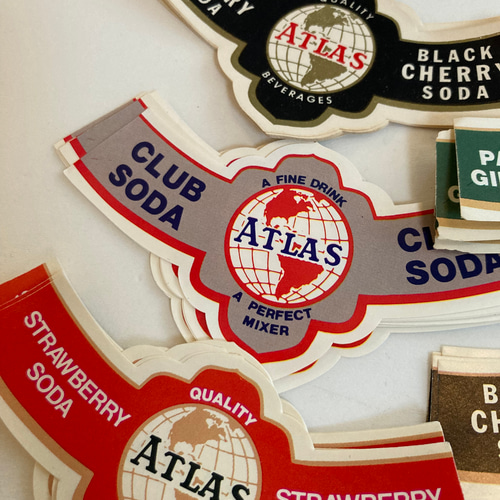 QUALITY
ATLAS
BEVERAGES
SODA
BLACK
CHERRY
SODA
CLUB
SODA
A FINE DRINK
ATLAS
A PERFECT
MIXER
SODA
STRAWBERRY
SODA
QUALITY
ATLAS
STRAWBERRY